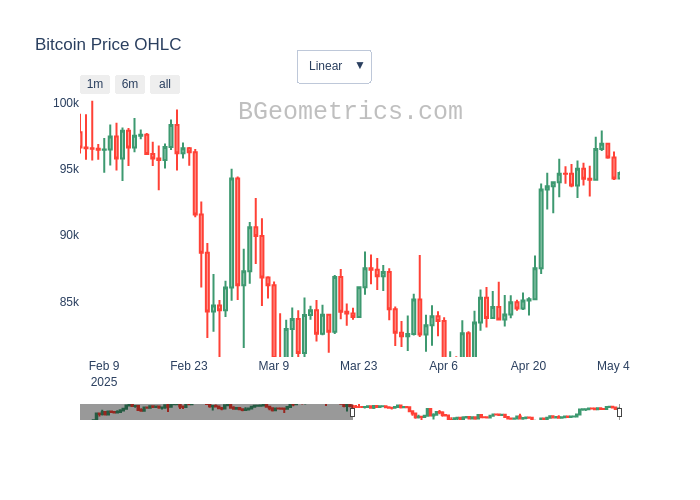 Bitcoin Price OHLC
Linear ▼
1m 6m all
BGeometrics.com
100k
95k
90k
85k
Feb 9 Feb 23 Mar 9 Mar 23 Apr 6 Apr 20 May 4
2025